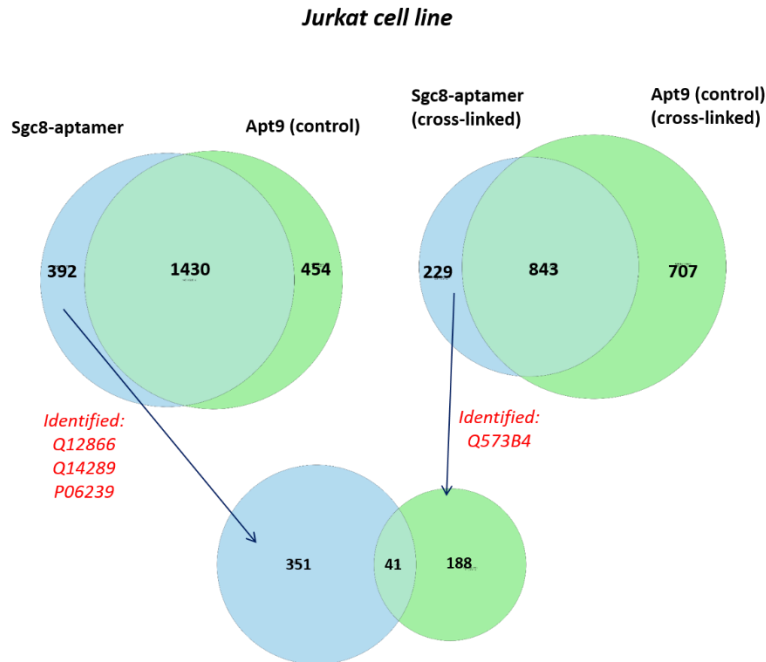 Jurkat cell line
Sgc8-aptamer
Apt9 (control)
Sgc8-aptamer
(cross-linked)
Apt9 (control)
(cross-linked)
392
1430
454
229
843
707
Identified:
Q12866
Q14289
P06239
Identified:
Q573B4
351
41
188